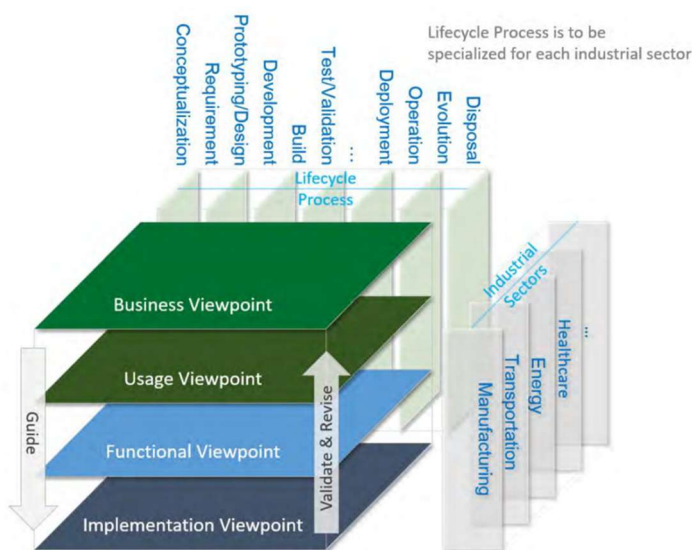 Lifecycle Process is to be
specialized for each industrial sector
Conceptualization
Requirement
Prototyping/Design
Development
Build
Test/Validation
...
Deployment
Operation
Evolution
Disposal
Lifecycle
Process
Business Viewpoint
Usage Viewpoint
Functional Viewpoint
Implementation Viewpoint
Guide
Validate & Revise
Industrial
Sectors
Manufacturing
Transportation
Energy
Healthcare
...